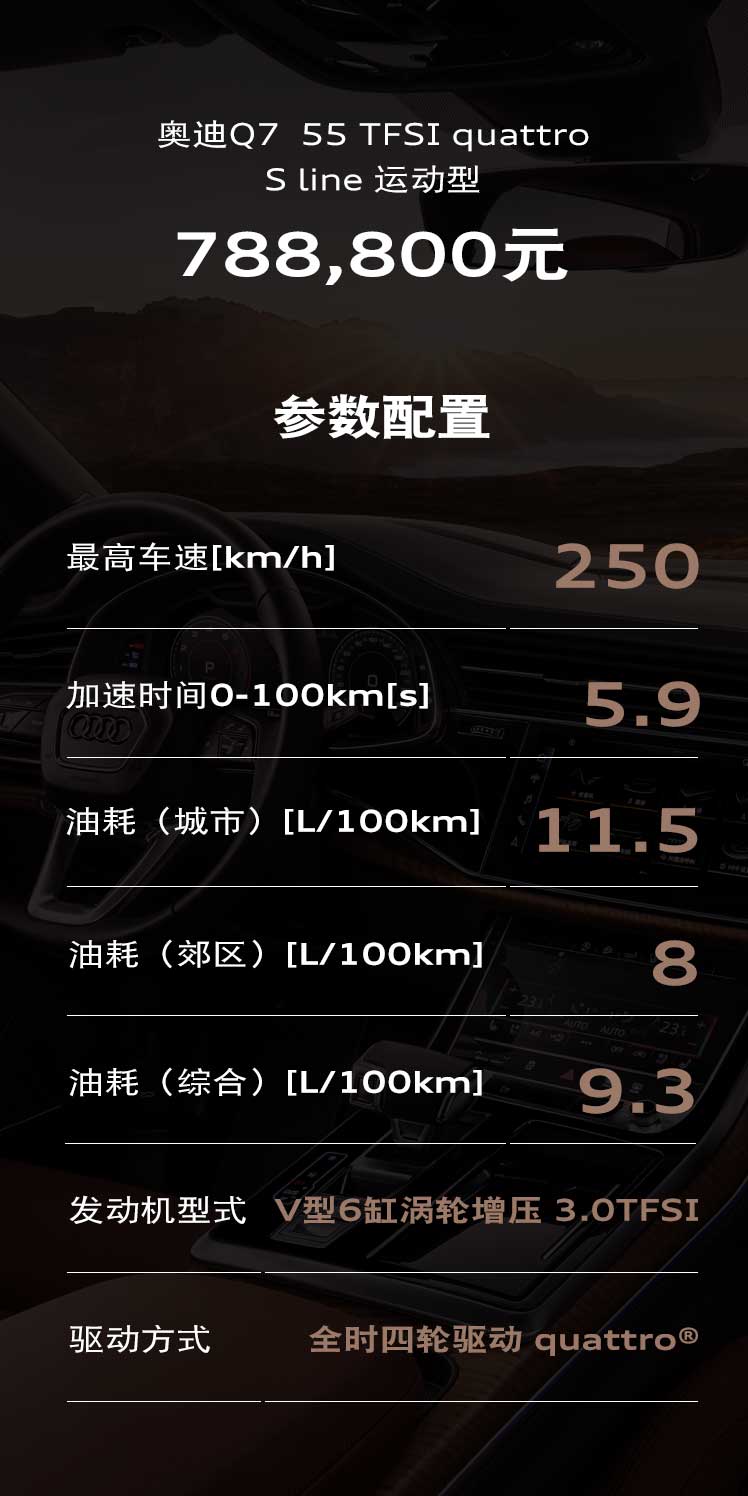 奥迪Q7 55 TFSI quattro
S line 运动型
788,800元
参数配置
最高车速[km/h] 250
加速时间0-100km[s] 5.9
油耗（城市）[L/100km] 11.5
油耗（郊区）[L/100km] 8
油耗（综合）[L/100km] 9.3
发动机型式 V型6缸涡轮增压 3.0TFSI
驱动方式 全时四轮驱动 quattro®